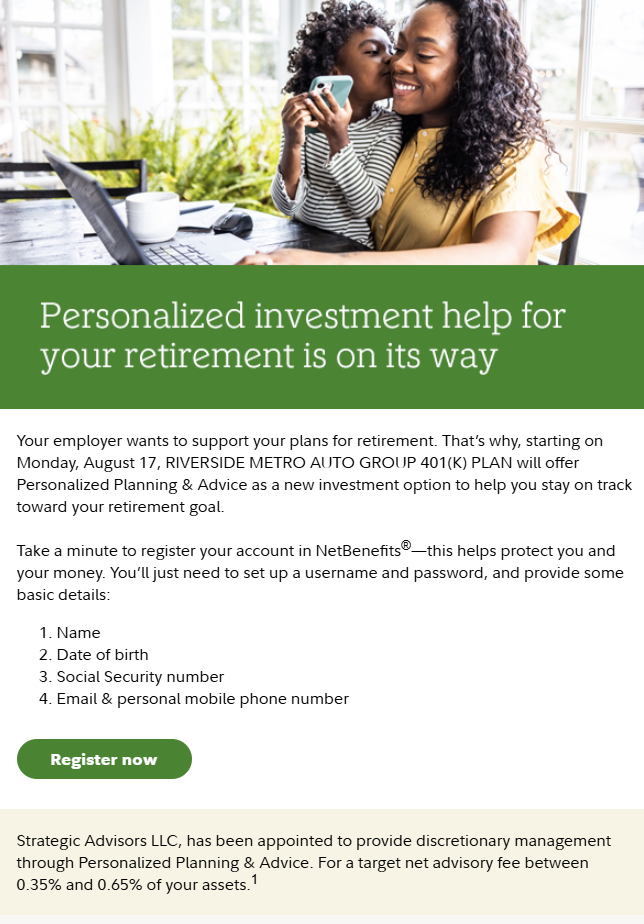 Personalized investment help for
your retirement is on its way
Your employer wants to support your plans for retirement. That's why, starting on
Monday, August 17, RIVERSIDE METRO AUTO GROUP 401(K) PLAN will offer
Personalized Planning & Advice as a new investment option to help you stay on track
toward your retirement goal.
Take a minute to register your account in NetBenefits®—this helps protect you and
your money. You'll just need to set up a username and password, and provide some
basic details:
1. Name
2. Date of birth
3. Social Security number
4. Email & personal mobile phone number
Register now
Strategic Advisors LLC, has been appointed to provide discretionary management
through Personalized Planning & Advice. For a target net advisory fee between
0.35% and 0.65% of your assets.1